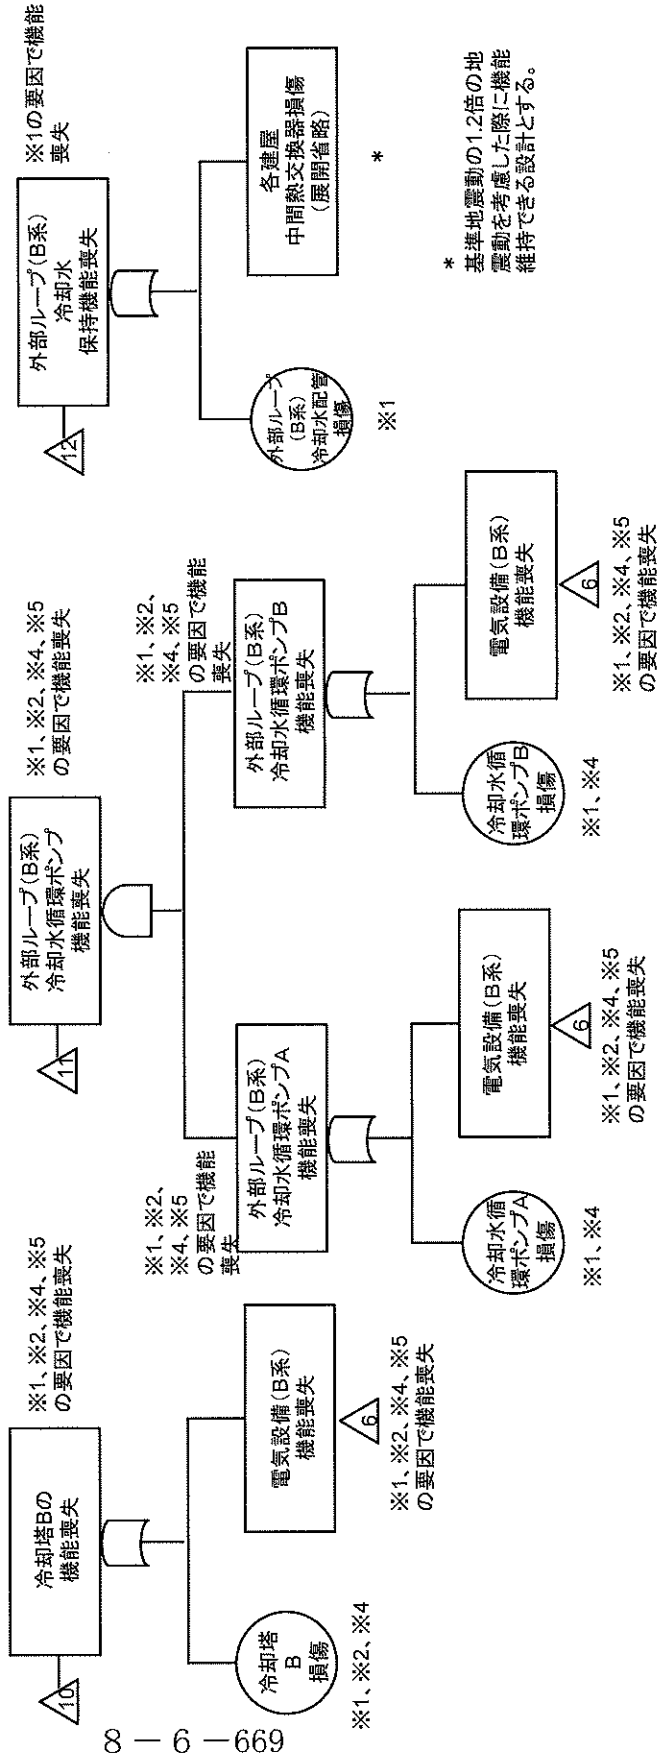 10
冷却塔Bの
機能喪失
※1、※2、※4、※5
の要因で機能喪失
冷却塔
B
損傷
※1、※2、※4
電気設備(B系)
機能喪失
6
※1、※2、※4、※5
の要因で機能喪失
11
外部ループ(B系)
冷却水循環ポンプ
機能喪失
※1、※2、※4、※5
の要因で機能喪失
※1、※2、
※4、※5
の要因で機能
喪失
外部ループ(B系)
冷却水循環ポンプA
機能喪失
冷却水循
環ポンプA
損傷
※1、※4
電気設備(B系)
機能喪失
6
※1、※2、※4、※5
の要因で機能喪失
※1、※2、
※4、※5
の要因で機能
喪失
外部ループ(B系)
冷却水循環ポンプB
機能喪失
冷却水循
環ポンプB
損傷
※1、※4
電気設備(B系)
機能喪失
6
※1、※2、※4、※5
の要因で機能喪失
12
外部ループ(B系)
冷却水
保持機能喪失
※1の要因で機能
喪失
外部ループ
(B系)
冷却水配管
損傷
※1
各建屋
中間熱交換器損傷
(展開省略)
*
*
基準地震動の1.2倍の地
震動を考慮した際に機能
維持できる設計とする。
8-6-669